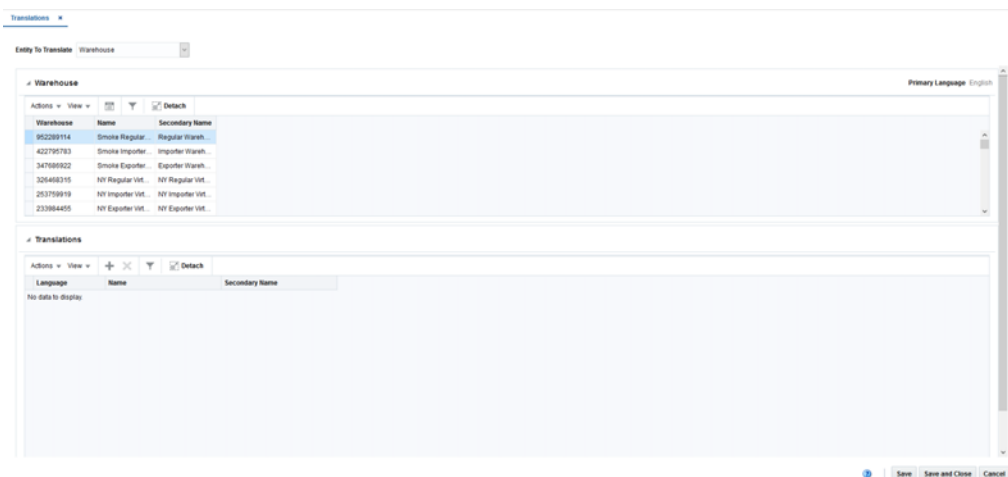 Translations ×
Entity To Translate Warehouse
Warehouse Primary Language English
Actions View Detach
Warehouse Name Secondary Name
952289114 Smoke Regular... Regular Wareh...
422795783 Smoke Importer... Importer Wareh...
347686922 Smoke Exporter... Exporter Wareh...
326468315 NY Regular Virt... NY Regular Virt...
253759919 NY Importer Virt... NY Importer Virt...
233984455 NY Exporter Virt... NY Exporter Virt...
Translations
Actions View Detach
Language Name Secondary Name
No data to display.
Save Save and Close Cancel